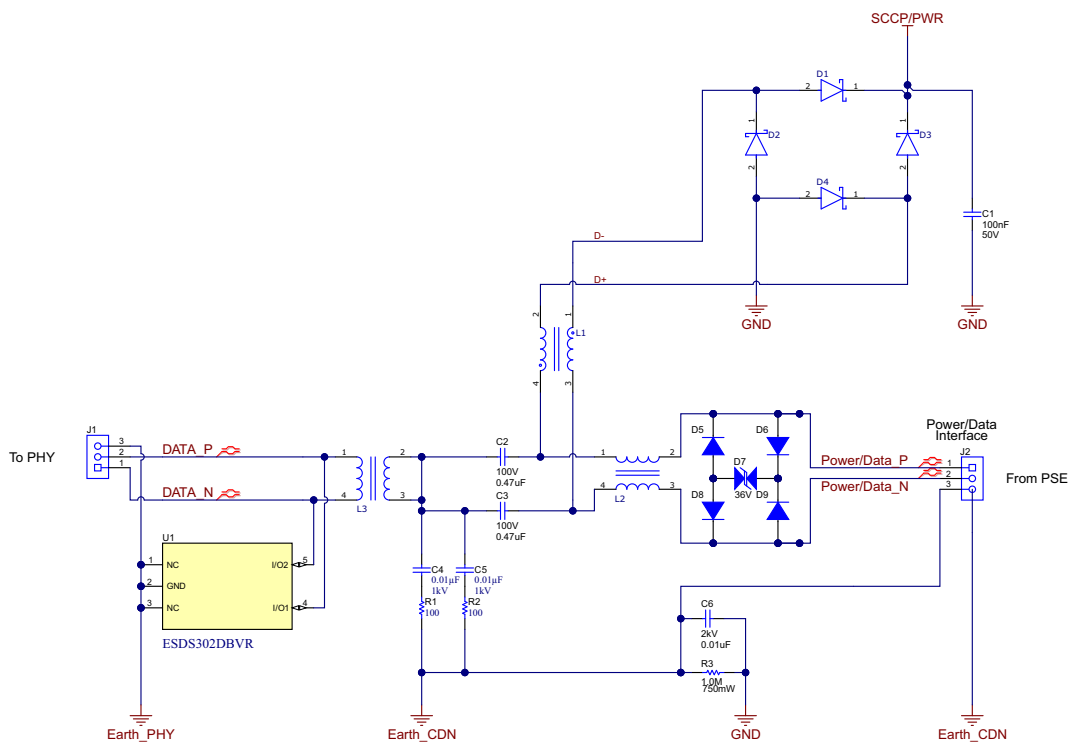 SCCP/PWR
D1
2 1
1
D2
2
1
D3
2
D4
2 1
C1
100nF
50V
D-
D+
GND
GND
2 1
L1
4 3
J1
To PHY
3
2
1
DATA_P
DATA_N
1 2
4 3
L3
C2
100V
0.47uF
C3
100V
0.47uF
1 2
4 3
L2
D5
D6
D7
36V
D8
D9
Power/Data_P
Power/Data_N
Power/Data
Interface
J2
1
2
3
From PSE
U1
1 NC
2 GND
3 NC
I/O2 5
I/O1 4
ESDS302DBVR
C4
0.01µF
1kV
R1
100
C5
0.01µF
1kV
R2
100
C6
2kV
0.01uF
R3
1.0M
750mW
Earth_PHY
Earth_CDN
GND
Earth_CDN